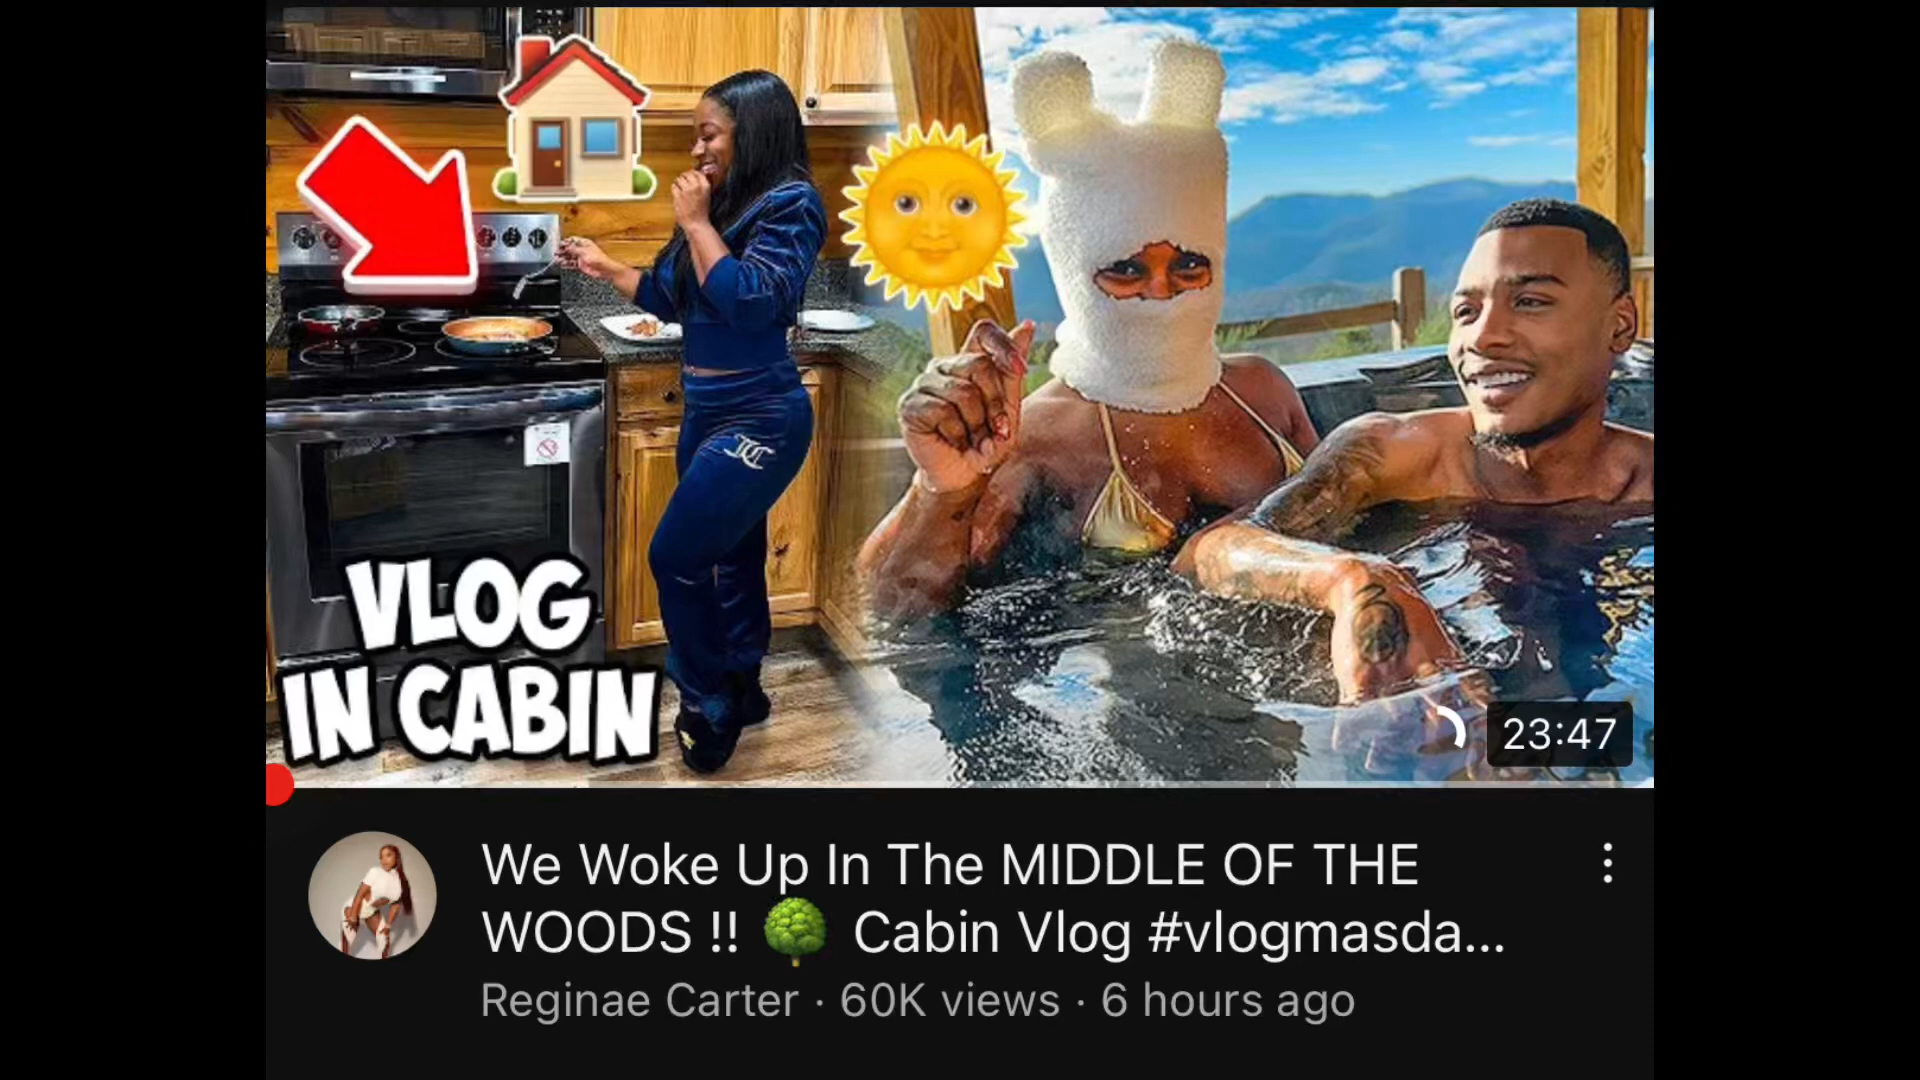 VLOG
IN CABIN
23:47
We Woke Up In The MIDDLE OF THE
WOODS !! 🌳 Cabin Vlog #vlogmasda...
Reginae Carter · 60K views · 6 hours ago